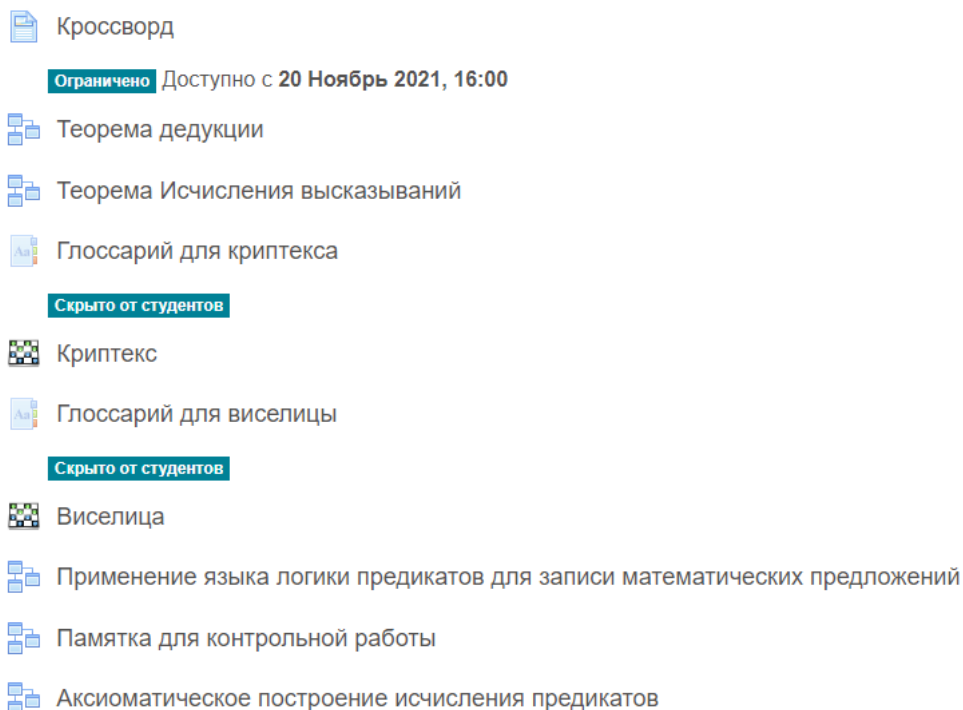 Кроссворд
Ограничено Доступно с 20 Ноябрь 2021, 16:00
Теорема дедукции
Теорема Исчисления высказываний
Глоссарий для криптекса
Скрыто от студентов
Криптекс
Глоссарий для виселицы
Скрыто от студентов
Виселица
Применение языка логики предикатов для записи математических предложений
Памятка для контрольной работы
Аксиоматическое построение исчисления предикатов